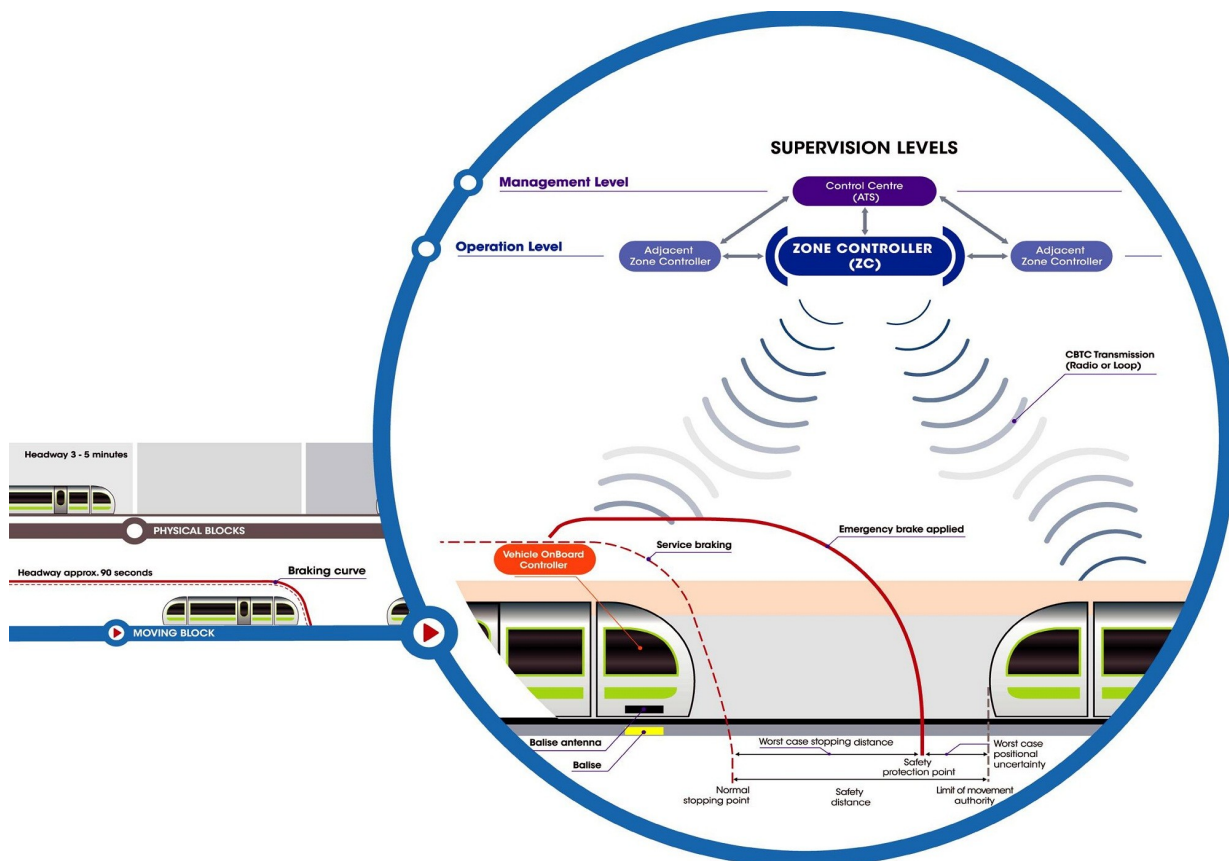 SUPERVISION LEVELS
Management Level
Control Centre
(ATS)
Operation Level
Adjacent
Zone Controller
ZONE CONTROLLER
(ZC)
Adjacent
Zone Controller
CBTC Transmission
(Radio or Loop)
Headway 3 - 5 minutes
PHYSICAL BLOCKS
Headway approx. 90 seconds
Braking curve
MOVING BLOCK
Vehicle OnBoard
Controller
Service braking
Emergency brake applied
Balise antenna
Balise
Worst case stopping distance
Safety
protection point
Worst case
positional
uncertainty
Normal
stopping point
Safety
distance
Limit of movement
authority